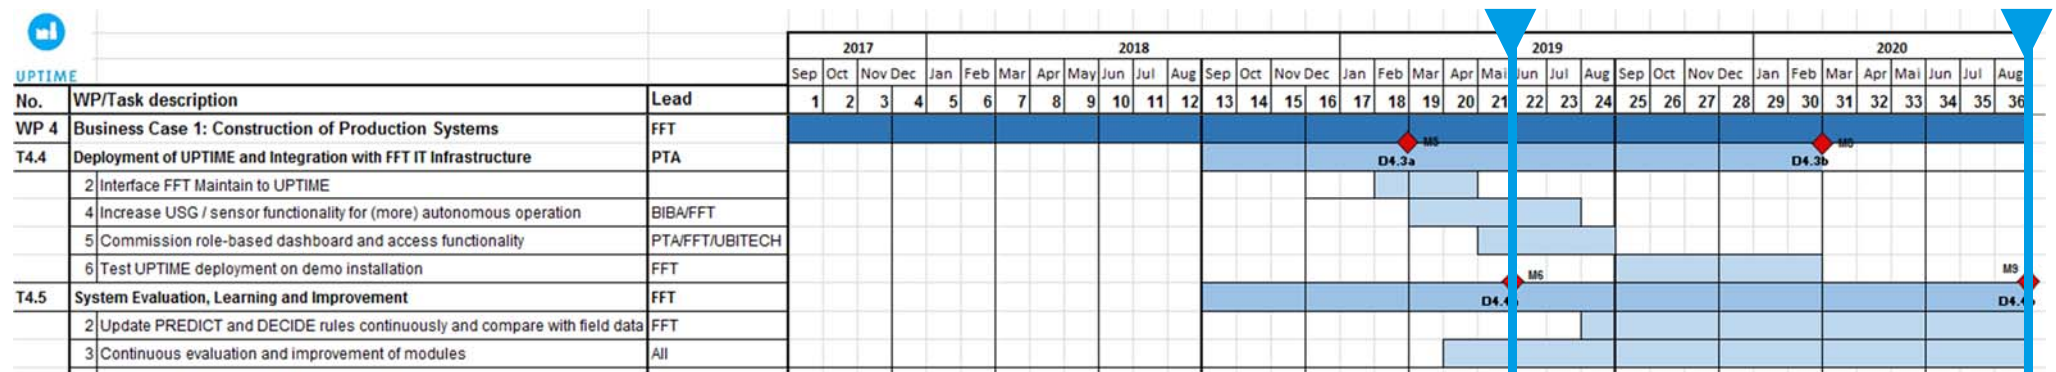 2017 2018 2019 2020
UPTIME Sep Oct Nov Dec Jan Feb Mar Apr May Jun Jul Aug Sep Oct Nov Dec Jan Feb Mar Apr Mai Jun Jul Aug Sep Oct Nov Dec Jan Feb Mar Apr Mai Jun Jul Aug
No. WP/Task description Lead 1 2 3 4 5 6 7 8 9 10 11 12 13 14 15 16 17 18 19 20 21 22 23 24 25 26 27 28 29 30 31 32 33 34 35 36
WP 4 Business Case 1: Construction of Production Systems FFT
M5
T4.4 Deployment of UPTIME and Integration with FFT IT Infrastructure PTA D4.3a D4.3b
2 Interface FFT Maintain to UPTIME
4 Increase USG / sensor functionality for (more) autonomous operation BIBA/FFT
5 Commission role-based dashboard and access functionality PTA/FFT/UBITECH
6 Test UPTIME deployment on demo installation FFT M6 M9
T4.5 System Evaluation, Learning and Improvement FFT
2 Update PREDICT and DECIDE rules continuously and compare with field data FFT
3 Continuous evaluation and improvement of modules All